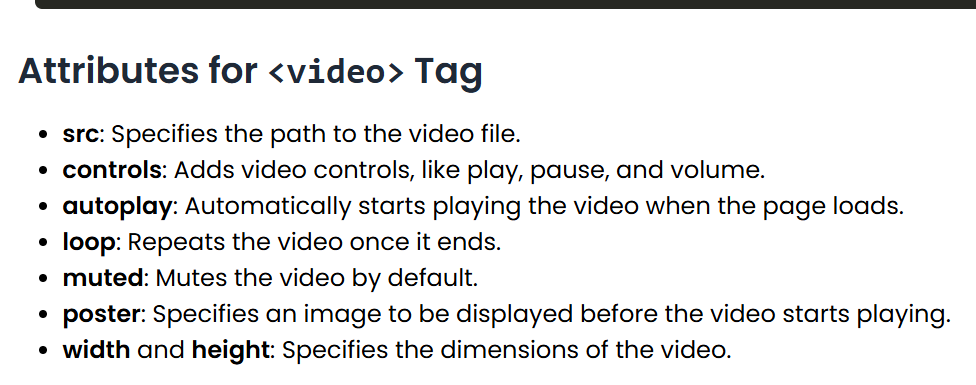 Attributes for <video> Tag
• src: Specifies the path to the video file.
• controls: Adds video controls, like play, pause, and volume.
• autoplay: Automatically starts playing the video when the page loads.
• loop: Repeats the video once it ends.
• muted: Mutes the video by default.
• poster: Specifies an image to be displayed before the video starts playing.
• width and height: Specifies the dimensions of the video.